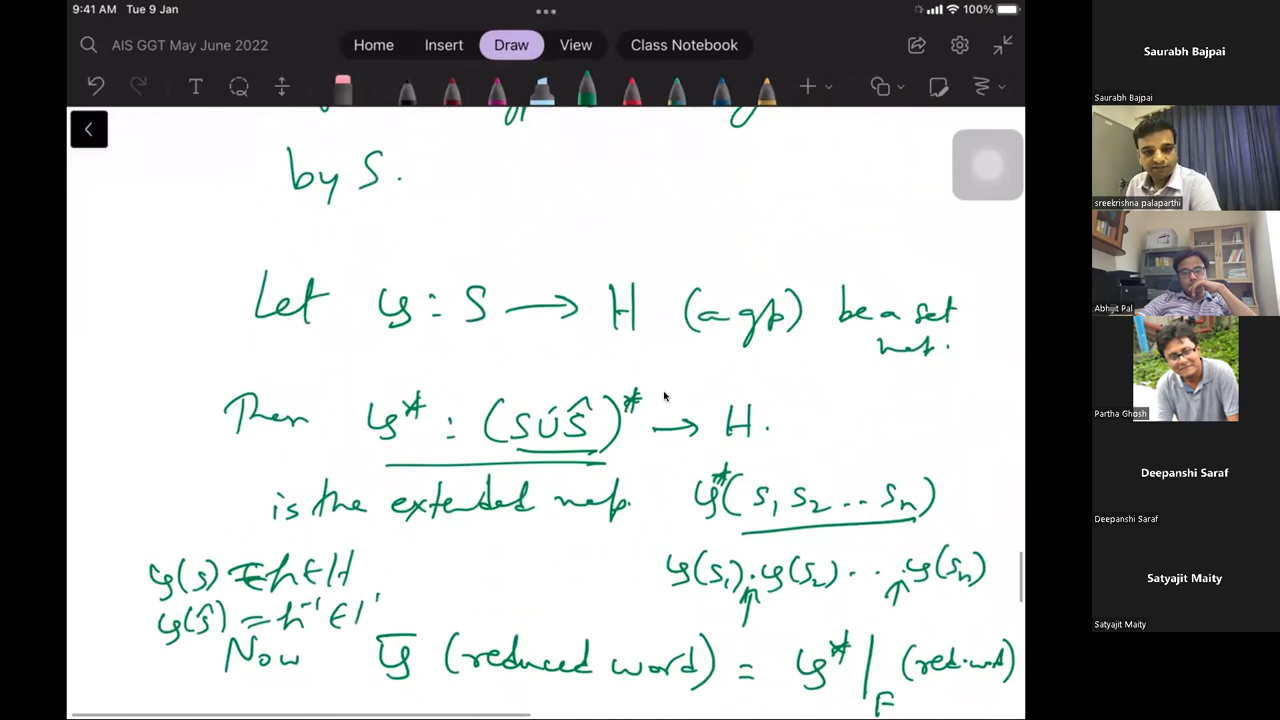 9:41 AM Tue 9 Jan
100%
AIS GGT May June 2022
Home Insert Draw View Class Notebook
by S.
Let φ : S → H (a gp) be a set
map.
Then φ* : (S ∪̇ Ŝ)* → H.
is the extended map. φ*(s₁ s₂ ... sₙ)
φ(s) = h ∈ H
φ(s₁)·φ(s₂)...·φ(sₙ)
φ(ŝ) = h⁻¹ ∈
Now φ̄ (reduced word) = φ*|F (red. wd)
Saurabh Bajpai
Saurabh Bajpai
sreekrishna palaparthi
Abhijit Pal
Partha Ghosh
Deepanshi Saraf
Deepanshi Saraf
Satyajit Maity
Satyajit Maity